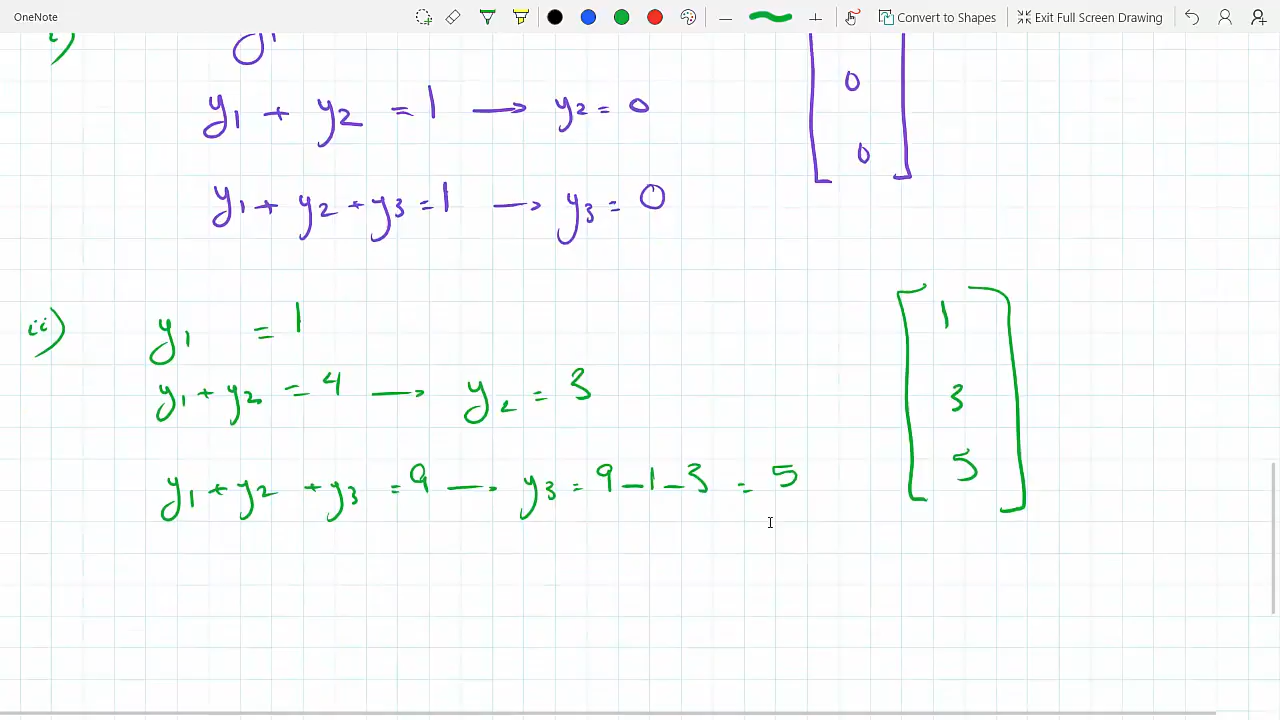 OneNote
Convert to Shapes
Exit Full Screen Drawing
i)
y1 + y2 = 1 → y2 = 0
0
0
y1 + y2 + y3 = 1 → y3 = 0
ii)
y1 = 1
y1 + y2 = 4 → y2 = 3
y1 + y2 + y3 = 9 → y3 = 9 - 1 - 3 = 5
1
3
5